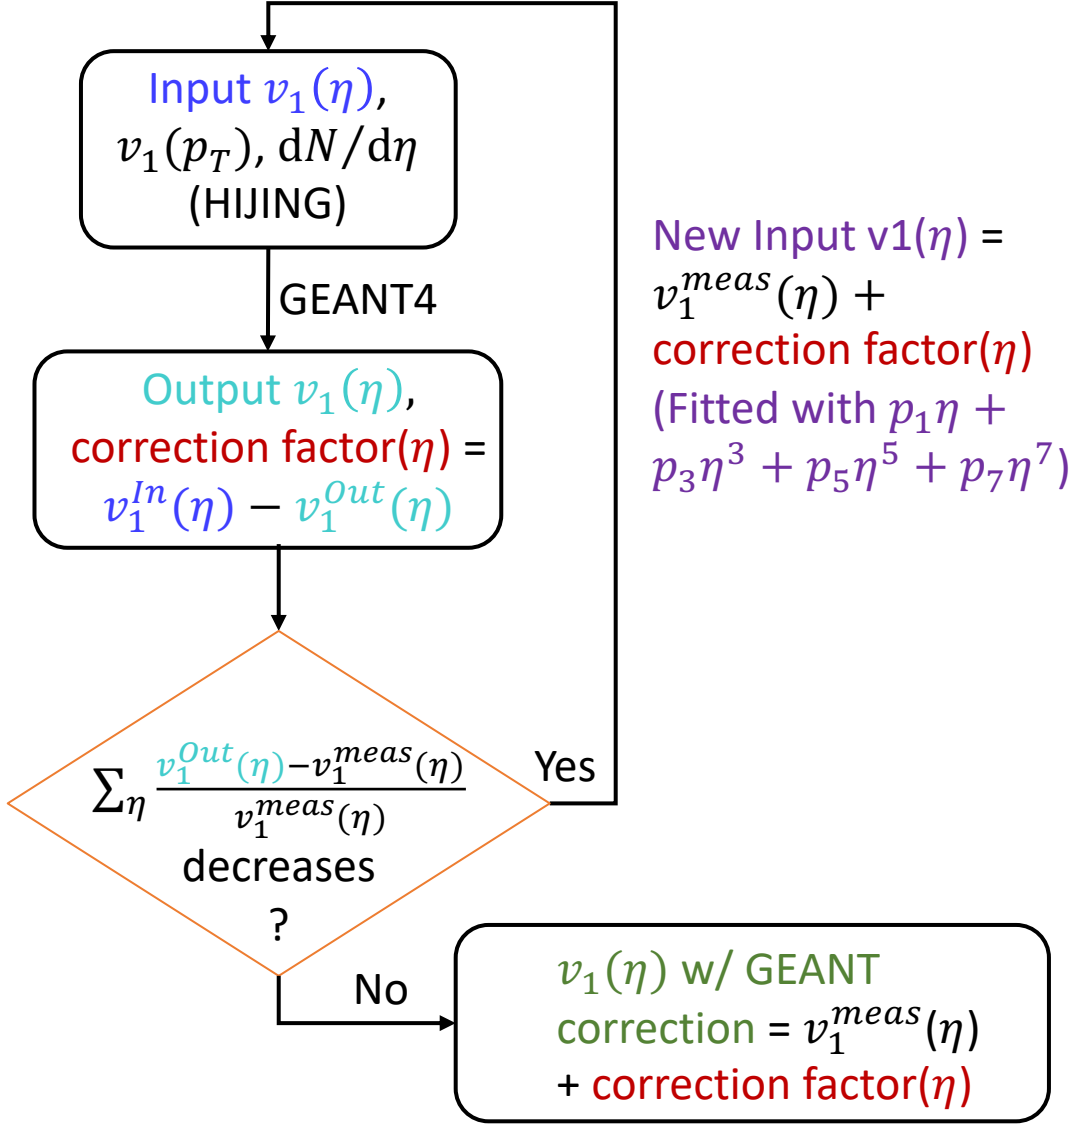 Input 𝑣₁(𝜂),
𝑣₁(𝑝_T), d𝑁/d𝜂
(HIJING)
GEANT4
Output 𝑣₁(𝜂),
correction factor(𝜂) =
𝑣₁^{In}(𝜂) − 𝑣₁^{Out}(𝜂)
New Input v1(𝜂) =
𝑣₁^{meas}(𝜂) +
correction factor(𝜂)
(Fitted with 𝑝₁𝜂 +
𝑝₃𝜂³ + 𝑝₅𝜂⁵ + 𝑝₇𝜂⁷)
∑_𝜂 \frac{𝑣₁^{Out}(𝜂)−𝑣₁^{meas}(𝜂)}{𝑣₁^{meas}(𝜂)}
decreases
?
Yes
No
𝑣₁(𝜂) w/ GEANT
correction = 𝑣₁^{meas}(𝜂)
+ correction factor(𝜂)